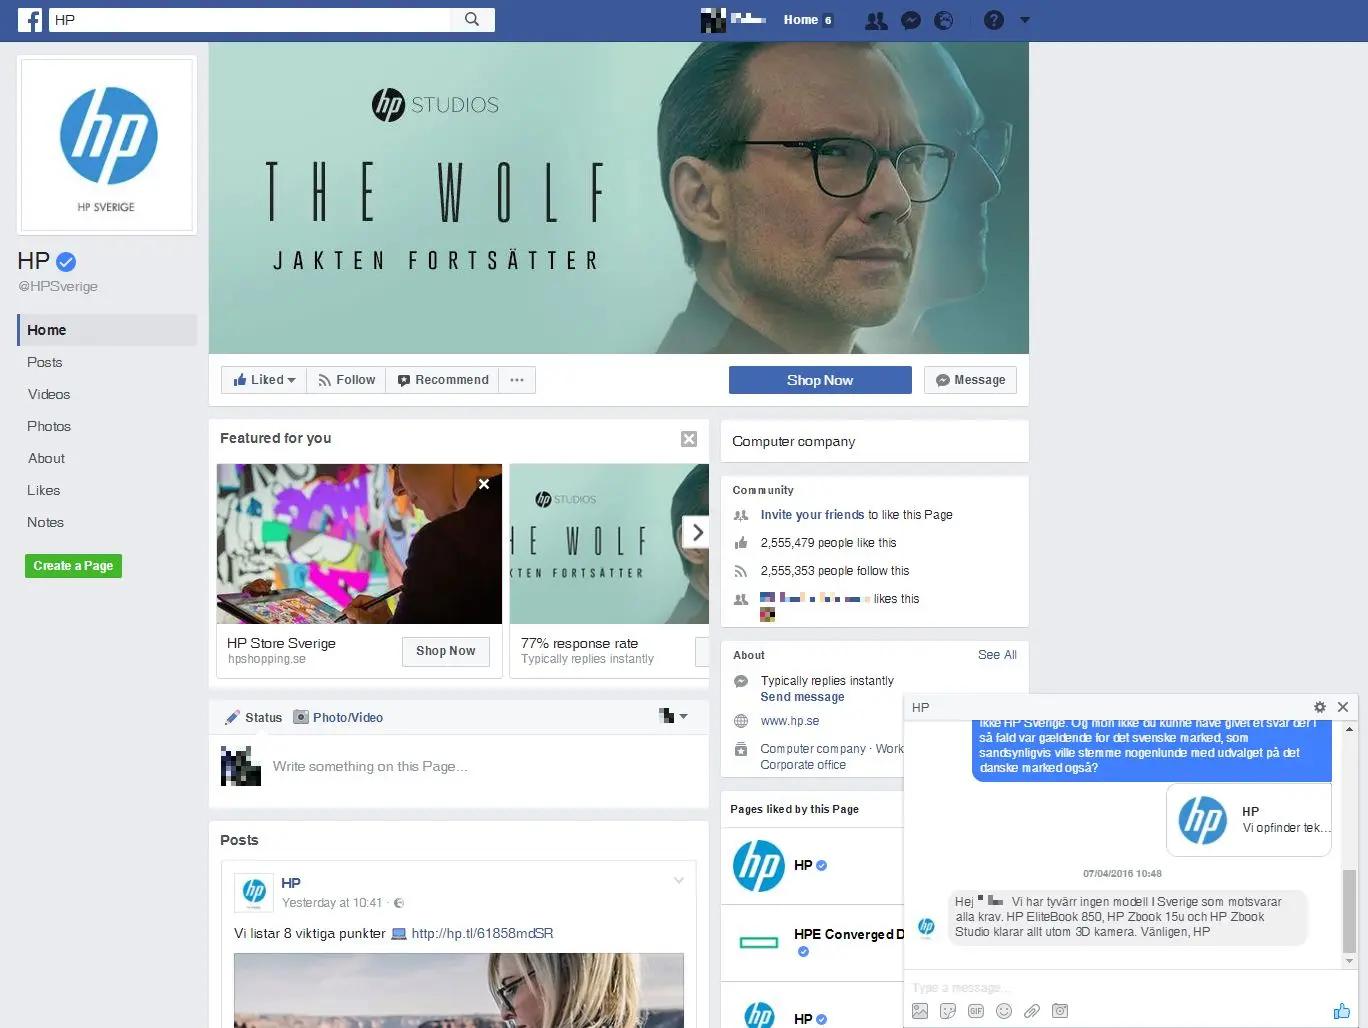 HP
Home 6
hp STUDIOS
THE WOLF
JAKTEN FORTSÄTTER
hp
HP SVERIGE
HP
@HPSverige
Home
Posts
Videos
Photos
About
Likes
Notes
Create a Page
Liked
Follow
Recommend
Shop Now
Message
Featured for you
HP Store Sverige
hpshopping.se
Shop Now
hp STUDIOS
HE WOLF
KTEN FORTSÄTTER
77% response rate
Typically replies instantly
Status
Photo/Video
Write something on this Page...
Posts
hp
HP
Yesterday at 10:41 ·
Vi listar 8 viktiga punkter http://hp.tl/61858mdSR
Computer company
Community
Invite your friends to like this Page
2,555,479 people like this
2,555,353 people follow this
likes this
About
See All
Typically replies instantly
Send message
www.hp.se
Computer company · Work
Corporate office
Pages liked by this Page
hp
HP
HPE Converged D
hp
HP
HP
ikke HP Sverige. Og mon ikke du kunne have givet et svar der i
så fald var gældende for det svenske marked, som
sandsynligvis ville stemme nogenlunde med udvalget på det
danske marked også?
hp
HP
Vi opfinder tek...
07/04/2016 10:48
hp
Hej Vi har tyvärr ingen modell I Sverige som motsvarar
alla krav. HP EliteBook 850, HP Zbook 15u och HP Zbook
Studio klarar allt utom 3D kamera. Vänligen, HP
Type a message...
GIF